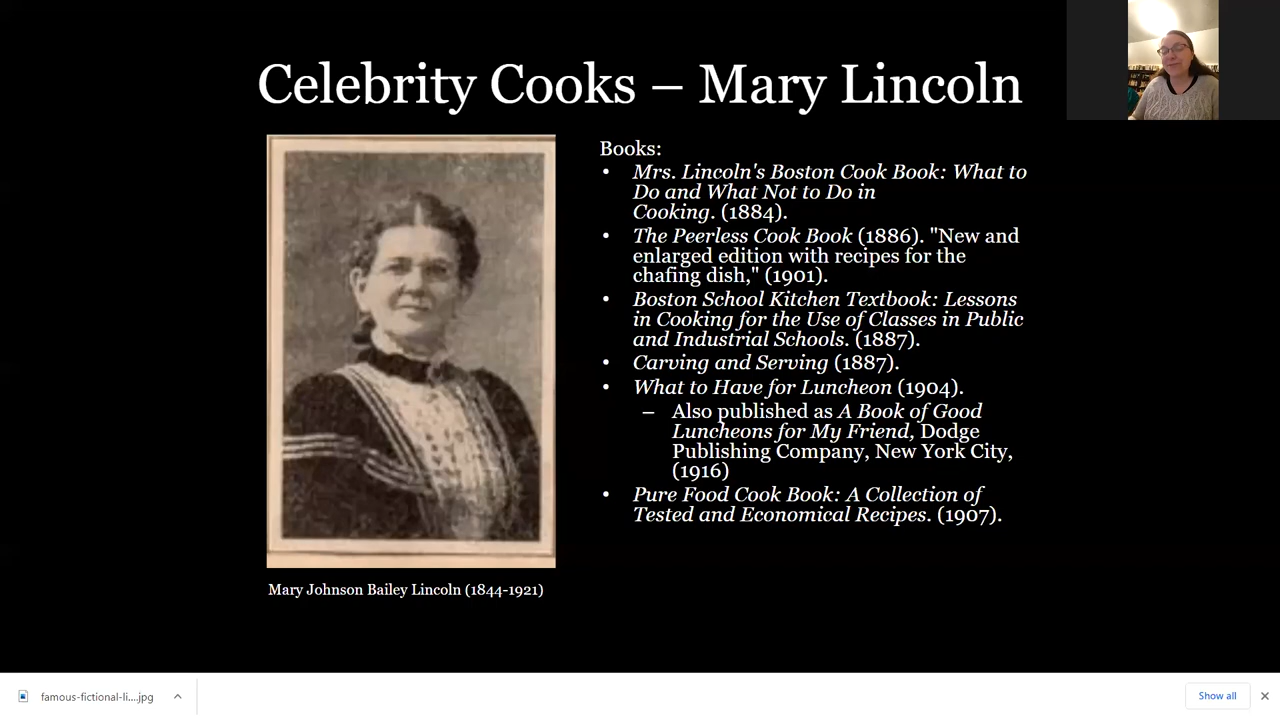 Celebrity Cooks – Mary Lincoln
Books:
• Mrs. Lincoln's Boston Cook Book: What to
Do and What Not to Do in
Cooking. (1884).
• The Peerless Cook Book (1886). "New and
enlarged edition with recipes for the
chafing dish," (1901).
• Boston School Kitchen Textbook: Lessons
in Cooking for the Use of Classes in Public
and Industrial Schools. (1887).
• Carving and Serving (1887).
• What to Have for Luncheon (1904).
– Also published as A Book of Good
Luncheons for My Friend, Dodge
Publishing Company, New York City,
(1916)
• Pure Food Cook Book: A Collection of
Tested and Economical Recipes. (1907).
Mary Johnson Bailey Lincoln (1844-1921)
famous-fictional-li....jpg
Show all